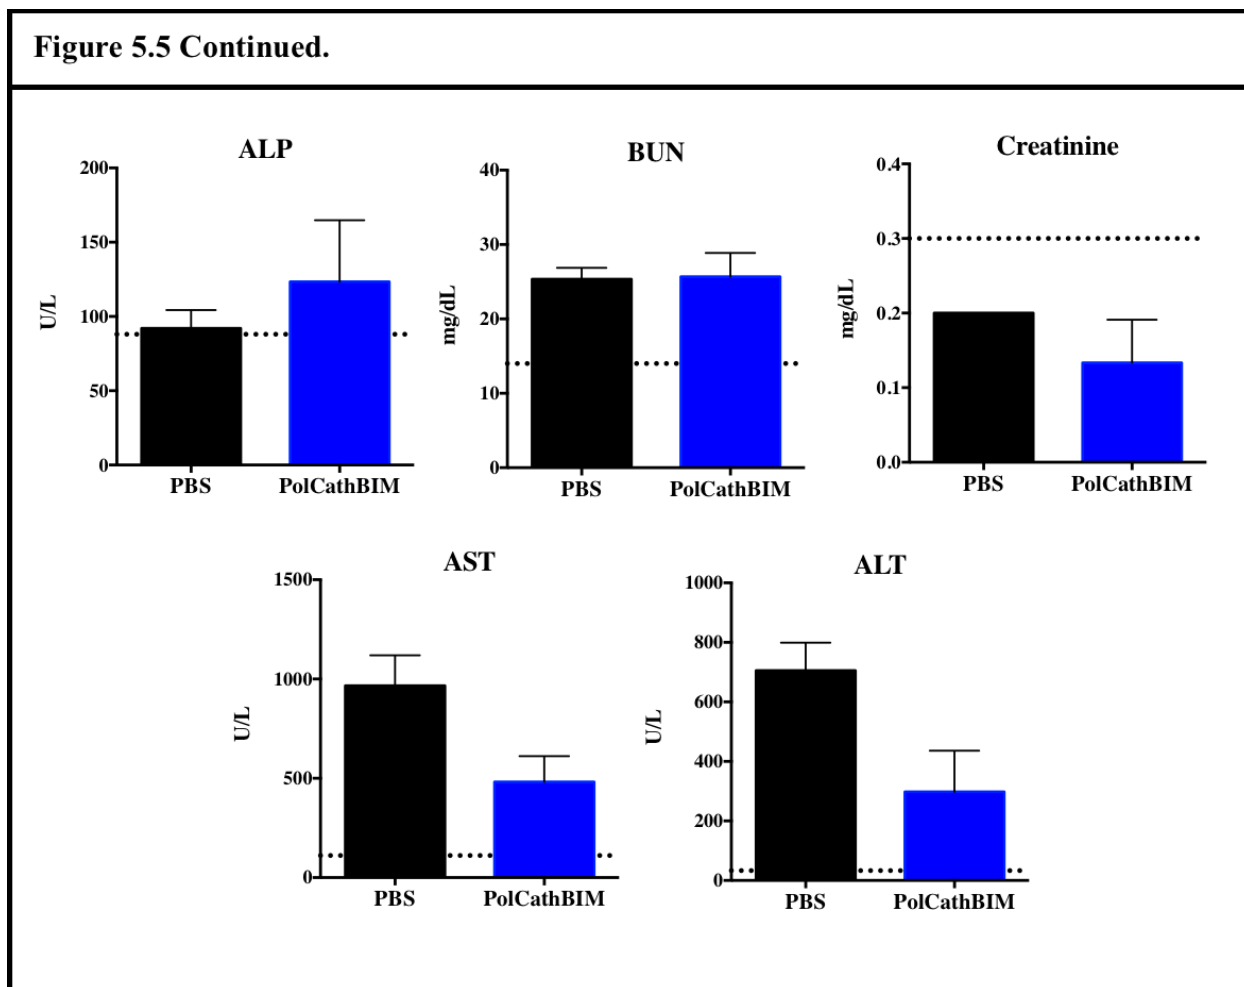 Figure 5.5 Continued.
ALP
200
150
100
50
0
U/L
PBS
PolCathBIM
BUN
40
30
20
10
0
mg/dL
PBS
PolCathBIM
Creatinine
0.4
0.3
0.2
0.1
0.0
mg/dL
PBS
PolCathBIM
AST
1500
1000
500
0
U/L
PBS
PolCathBIM
ALT
1000
800
600
400
200
0
U/L
PBS
PolCathBIM